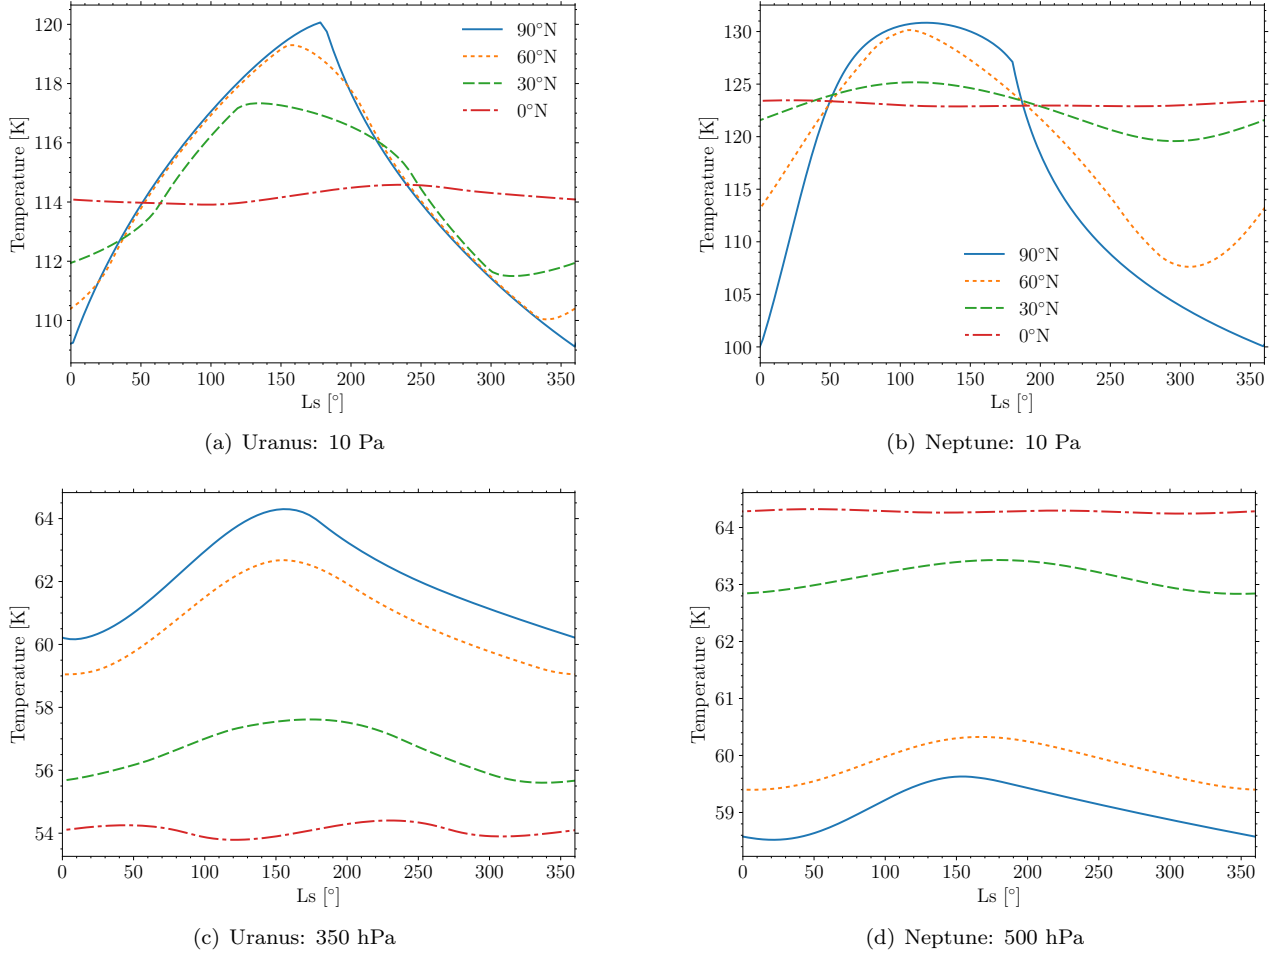 120
118
116
114
112
110
Temperature [K]
90°N
60°N
30°N
0°N
0 50 100 150 200 250 300 350
Ls [°]
(a) Uranus: 10 Pa
130
125
120
115
110
105
100
Temperature [K]
90°N
60°N
30°N
0°N
0 50 100 150 200 250 300 350
Ls [°]
(b) Neptune: 10 Pa
64
62
60
58
56
54
Temperature [K]
0 50 100 150 200 250 300 350
Ls [°]
(c) Uranus: 350 hPa
64
63
62
61
60
59
Temperature [K]
0 50 100 150 200 250 300 350
Ls [°]
(d) Neptune: 500 hPa